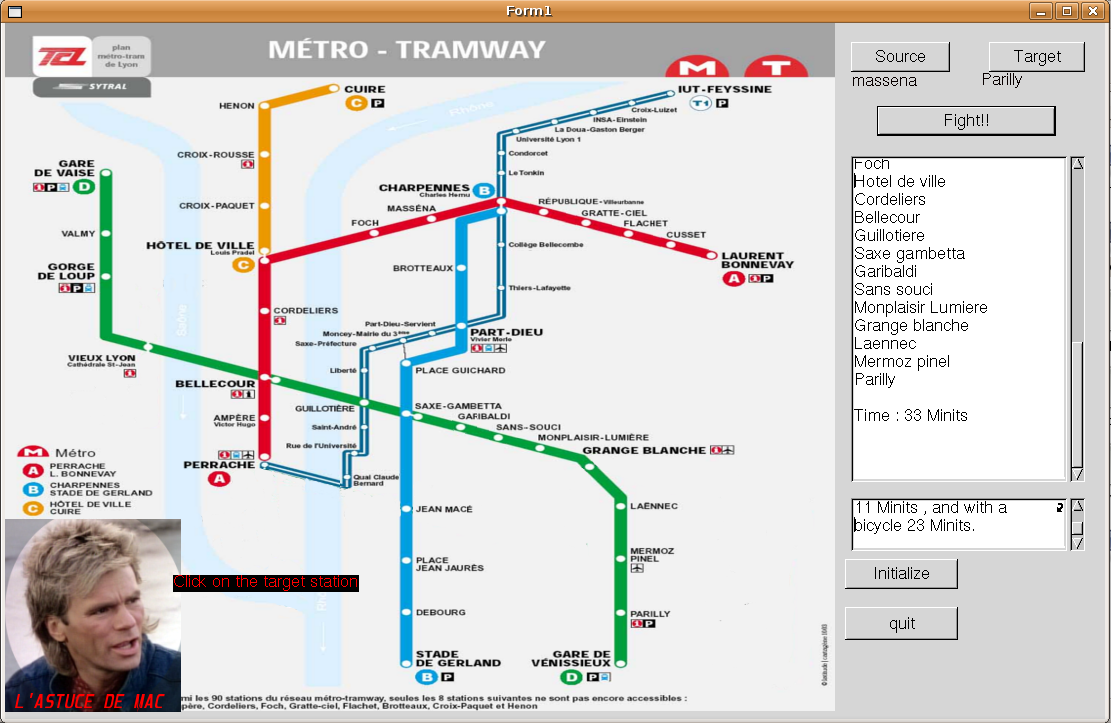 Form1
TCL
plan
métro-tram
de Lyon
SYTRAL
MÉTRO - TRAMWAY
M
T
CUIRE
C P
HENON
CROIX-ROUSSE
CROIX-PAQUET
HÔTEL DE VILLE
Louis Pradel
C
GARE
DE VAISE
P D
VALMY
GORGE
DE LOUP
P
VIEUX LYON
Cathédrale St-Jean
Rhône
Saône
IUT-FEYSSINE
T1 P
Croix-Luizet
INSA-Einstein
La Doua-Gaston Berger
Université Lyon 1
Condorcet
Le Tonkin
CHARPENNES B
Charles Hernu
MASSÉNA
FOCH
RÉPUBLIQUE-Villeurbanne
GRATTE-CIEL
FLACHET
CUSSET
LAURENT
BONNEVAY
A P
Collège Bellecombe
BROTTEAUX
Thiers-Lafayette
CORDELIERS
Part-Dieu-Servient
Moncey-Mairie du 3ème
Saxe-Préfecture
PART-DIEU
Vivier Merle
Liberté
PLACE GUICHARD
BELLECOUR
GUILLOTIÈRE
SAXE-GAMBETTA
GARIBALDI
SANS-SOUCI
MONPLAISIR-LUMIÈRE
GRANGE BLANCHE
AMPÈRE
Victor Hugo
Saint-André
Rue de l'Université
PERRACHE
A
Quai Claude
Bernard
JEAN MACÉ
PLACE
JEAN JAURÈS
DEBOURG
STADE
DE GERLAND
B P
LAËNNEC
MERMOZ
PINEL
PARILLY
P
GARE DE
VÉNISSIEUX
D P
M Métro
A PERRACHE
L. BONNEVAY
B CHARPENNES
STADE DE GERLAND
C HÔTEL DE VILLE
CUIRE
Click on the target station
L'ASTUCE DE MAC
mi les 90 stations du réseau métro-tramway, seules les 8 stations suivantes ne sont pas encore accessibles :
père, Cordeliers, Foch, Gratte-ciel, Flachet, Brotteaux, Croix-Paquet et Henon
Source
Target
massena
Parilly
Fight!!
Foch
Hotel de ville
Cordeliers
Bellecour
Guillotiere
Saxe gambetta
Garibaldi
Sans souci
Monplaisir Lumiere
Grange blanche
Laennec
Mermoz pinel
Parilly
Time : 33 Minits
11 Minits , and with a
bicycle 23 Minits.
Initialize
quit